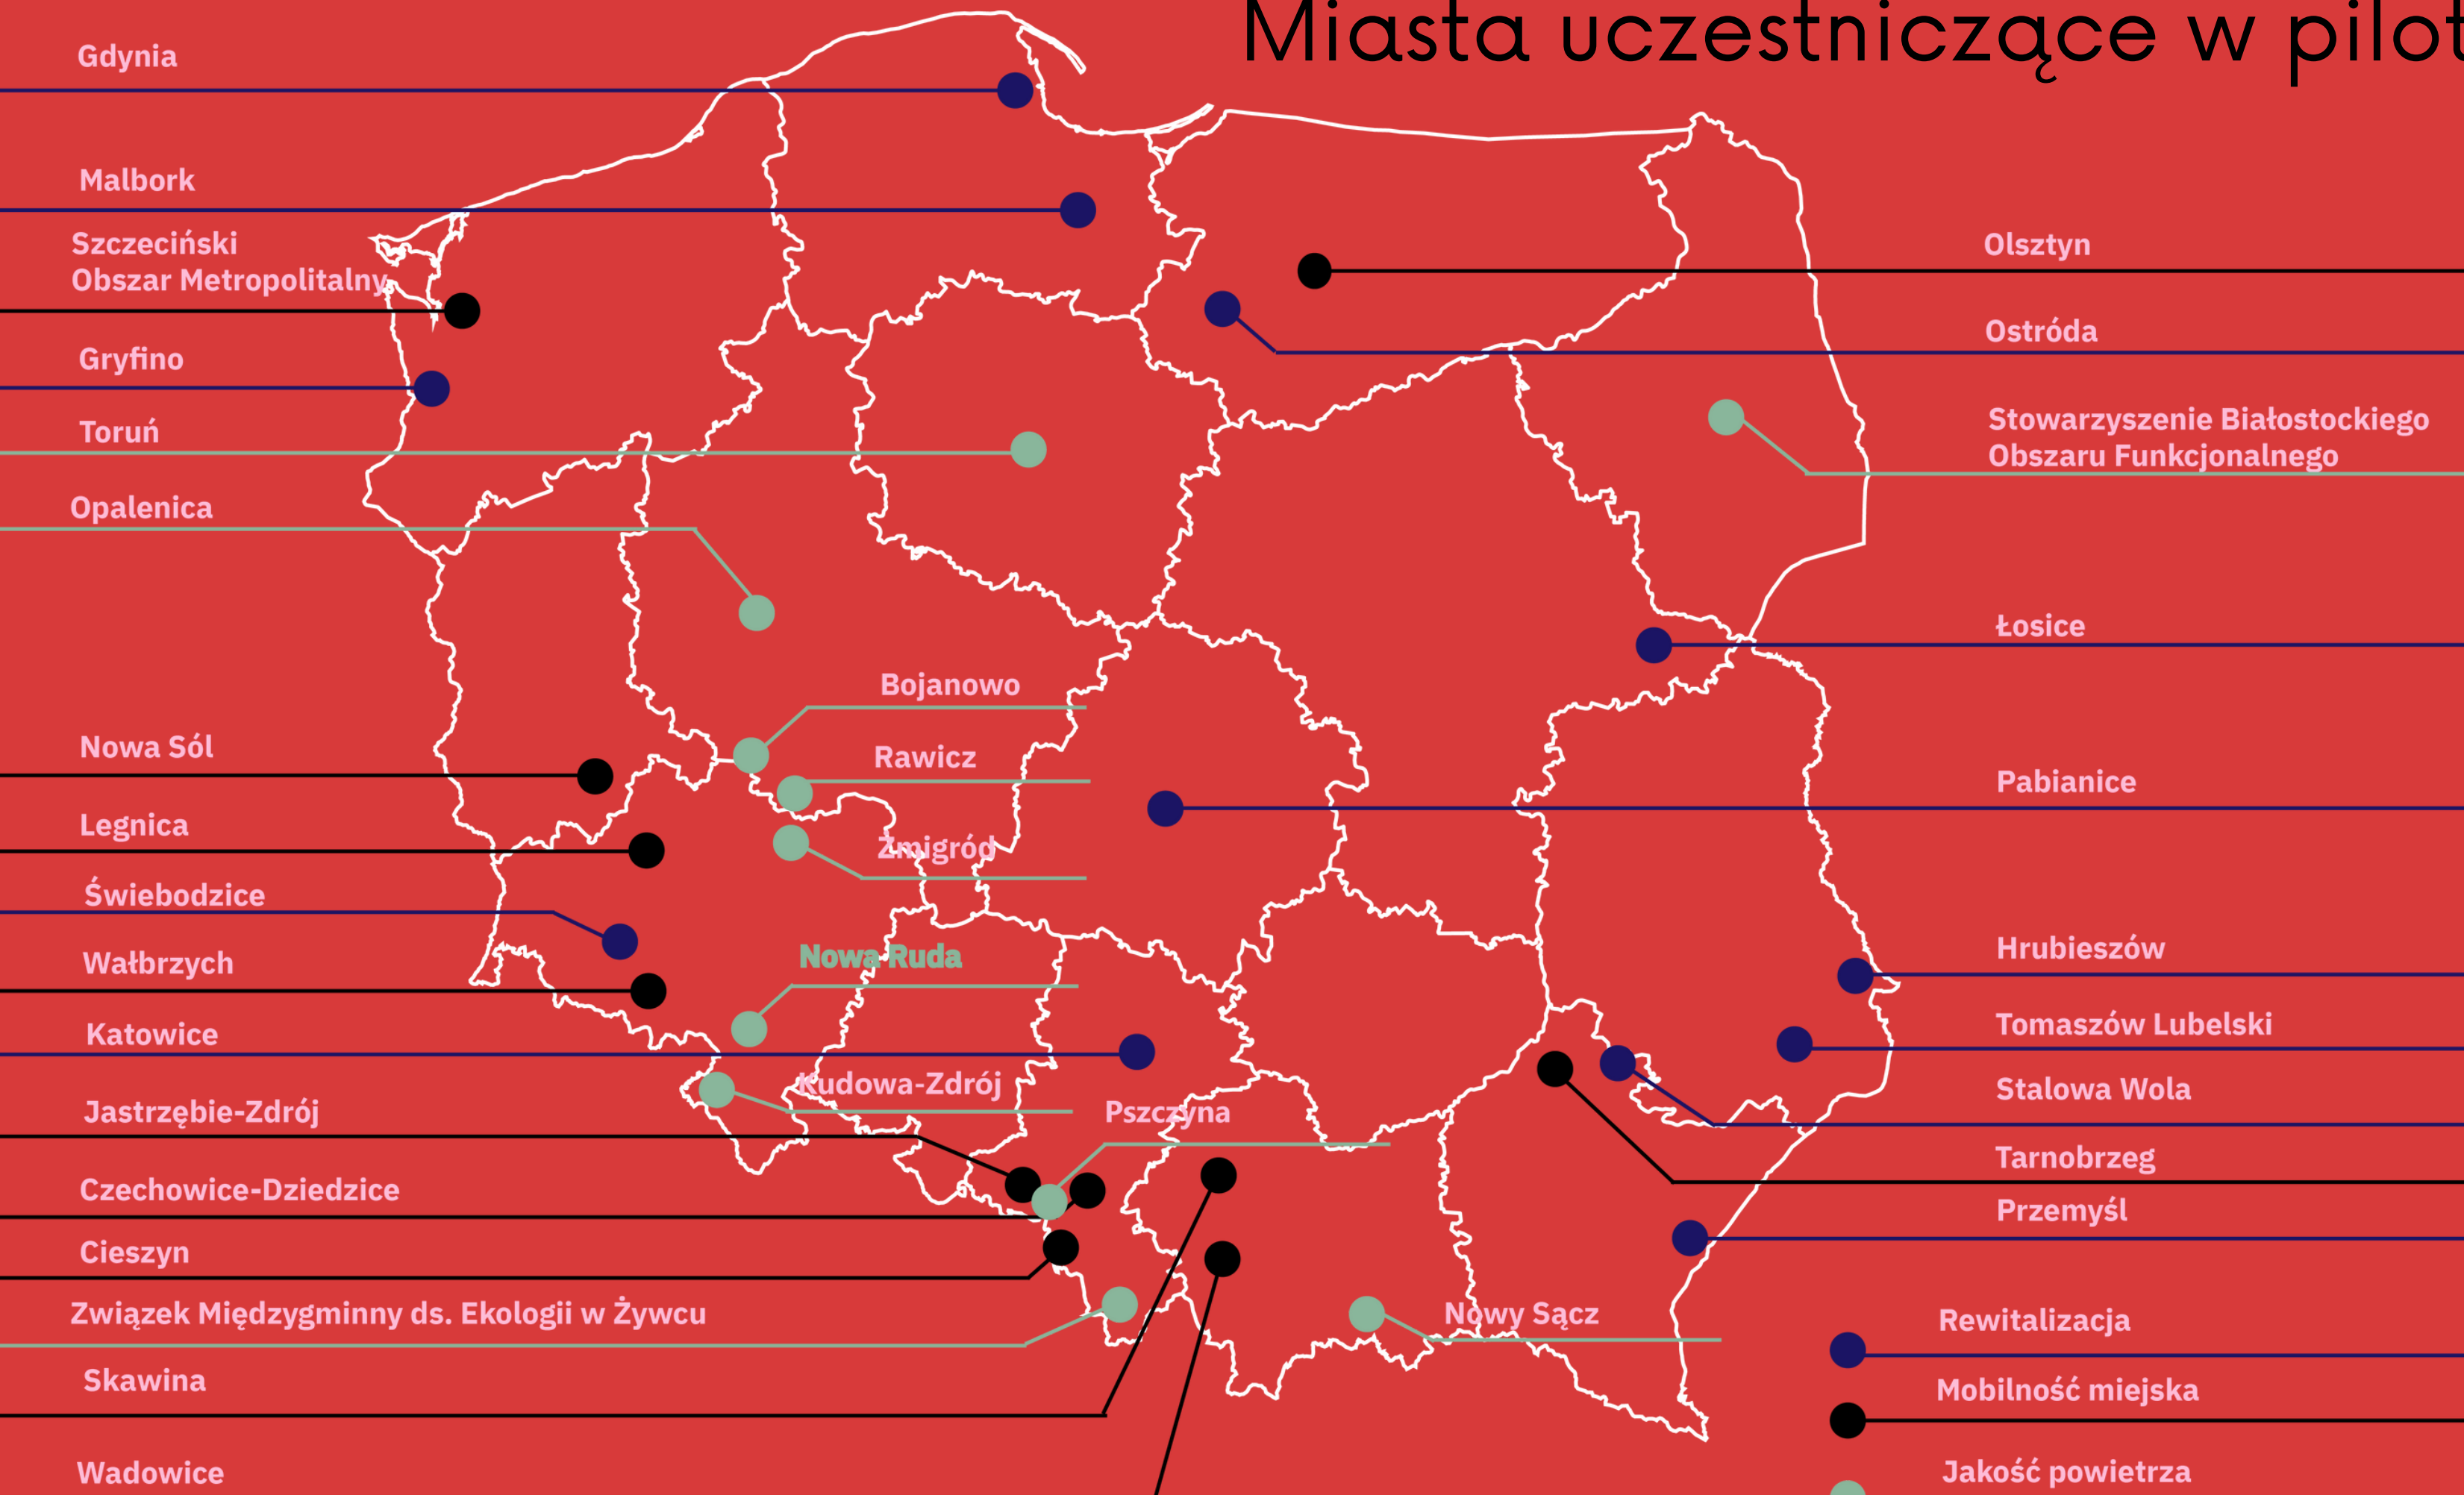 Miasta uczestniczące w pilot
Gdynia
Malbork
Szczeciński
Obszar Metropolitalny
Gryfino
Toruń
Opalenica
Nowa Sól
Legnica
Świebodzice
Wałbrzych
Katowice
Jastrzębie-Zdrój
Czechowice-Dziedzice
Cieszyn
Związek Międzygminny ds. Ekologii w Żywcu
Skawina
Wadowice
Bojanowo
Rawicz
Żmigród
Nowa Ruda
Kudowa-Zdrój
Pszczyna
Nowy Sącz
Olsztyn
Ostróda
Stowarzyszenie Białostockiego
Obszaru Funkcjonalnego
Łosice
Pabianice
Hrubieszów
Tomaszów Lubelski
Stalowa Wola
Tarnobrzeg
Przemyśl
Rewitalizacja
Mobilność miejska
Jakość powietrza